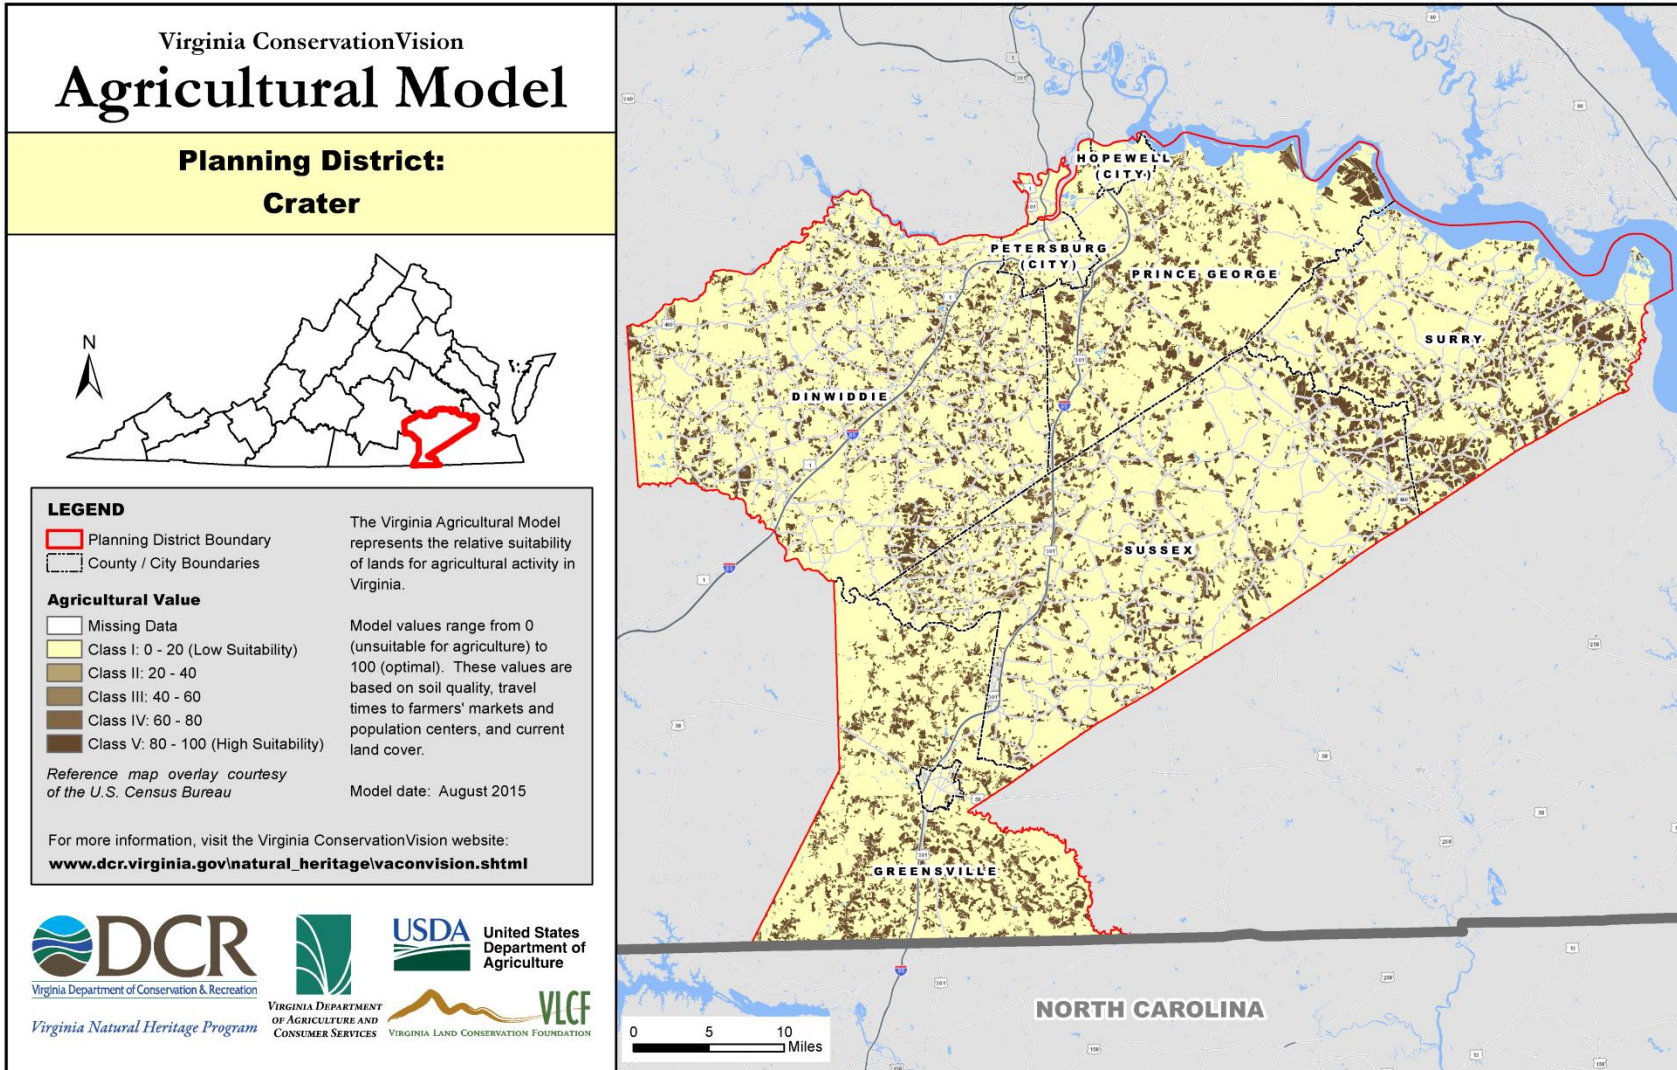 Virginia ConservationVision
Agricultural Model
Planning District:
Crater
N
LEGEND
Planning District Boundary
County / City Boundaries
Agricultural Value
Missing Data
Class I: 0 - 20 (Low Suitability)
Class II: 20 - 40
Class III: 40 - 60
Class IV: 60 - 80
Class V: 80 - 100 (High Suitability)
Reference map overlay courtesy
of the U.S. Census Bureau
The Virginia Agricultural Model
represents the relative suitability
of lands for agricultural activity in
Virginia.
Model values range from 0
(unsuitable for agriculture) to
100 (optimal). These values are
based on soil quality, travel
times to farmers' markets and
population centers, and current
land cover.
Model date: August 2015
For more information, visit the Virginia ConservationVision website:
www.dcr.virginia.gov\natural_heritage\vaconvision.shtml
DCR
Virginia Department of Conservation & Recreation
Virginia Natural Heritage Program
VIRGINIA DEPARTMENT
OF AGRICULTURE AND
CONSUMER SERVICES
USDA
United States
Department of
Agriculture
VLCF
VIRGINIA LAND CONSERVATION FOUNDATION
HOPEWELL
(CITY)
PETERSBURG
(CITY)
PRINCE GEORGE
SURRY
DINWIDDIE
SUSSEX
GREENSVILLE
NORTH CAROLINA
0 5 10
Miles